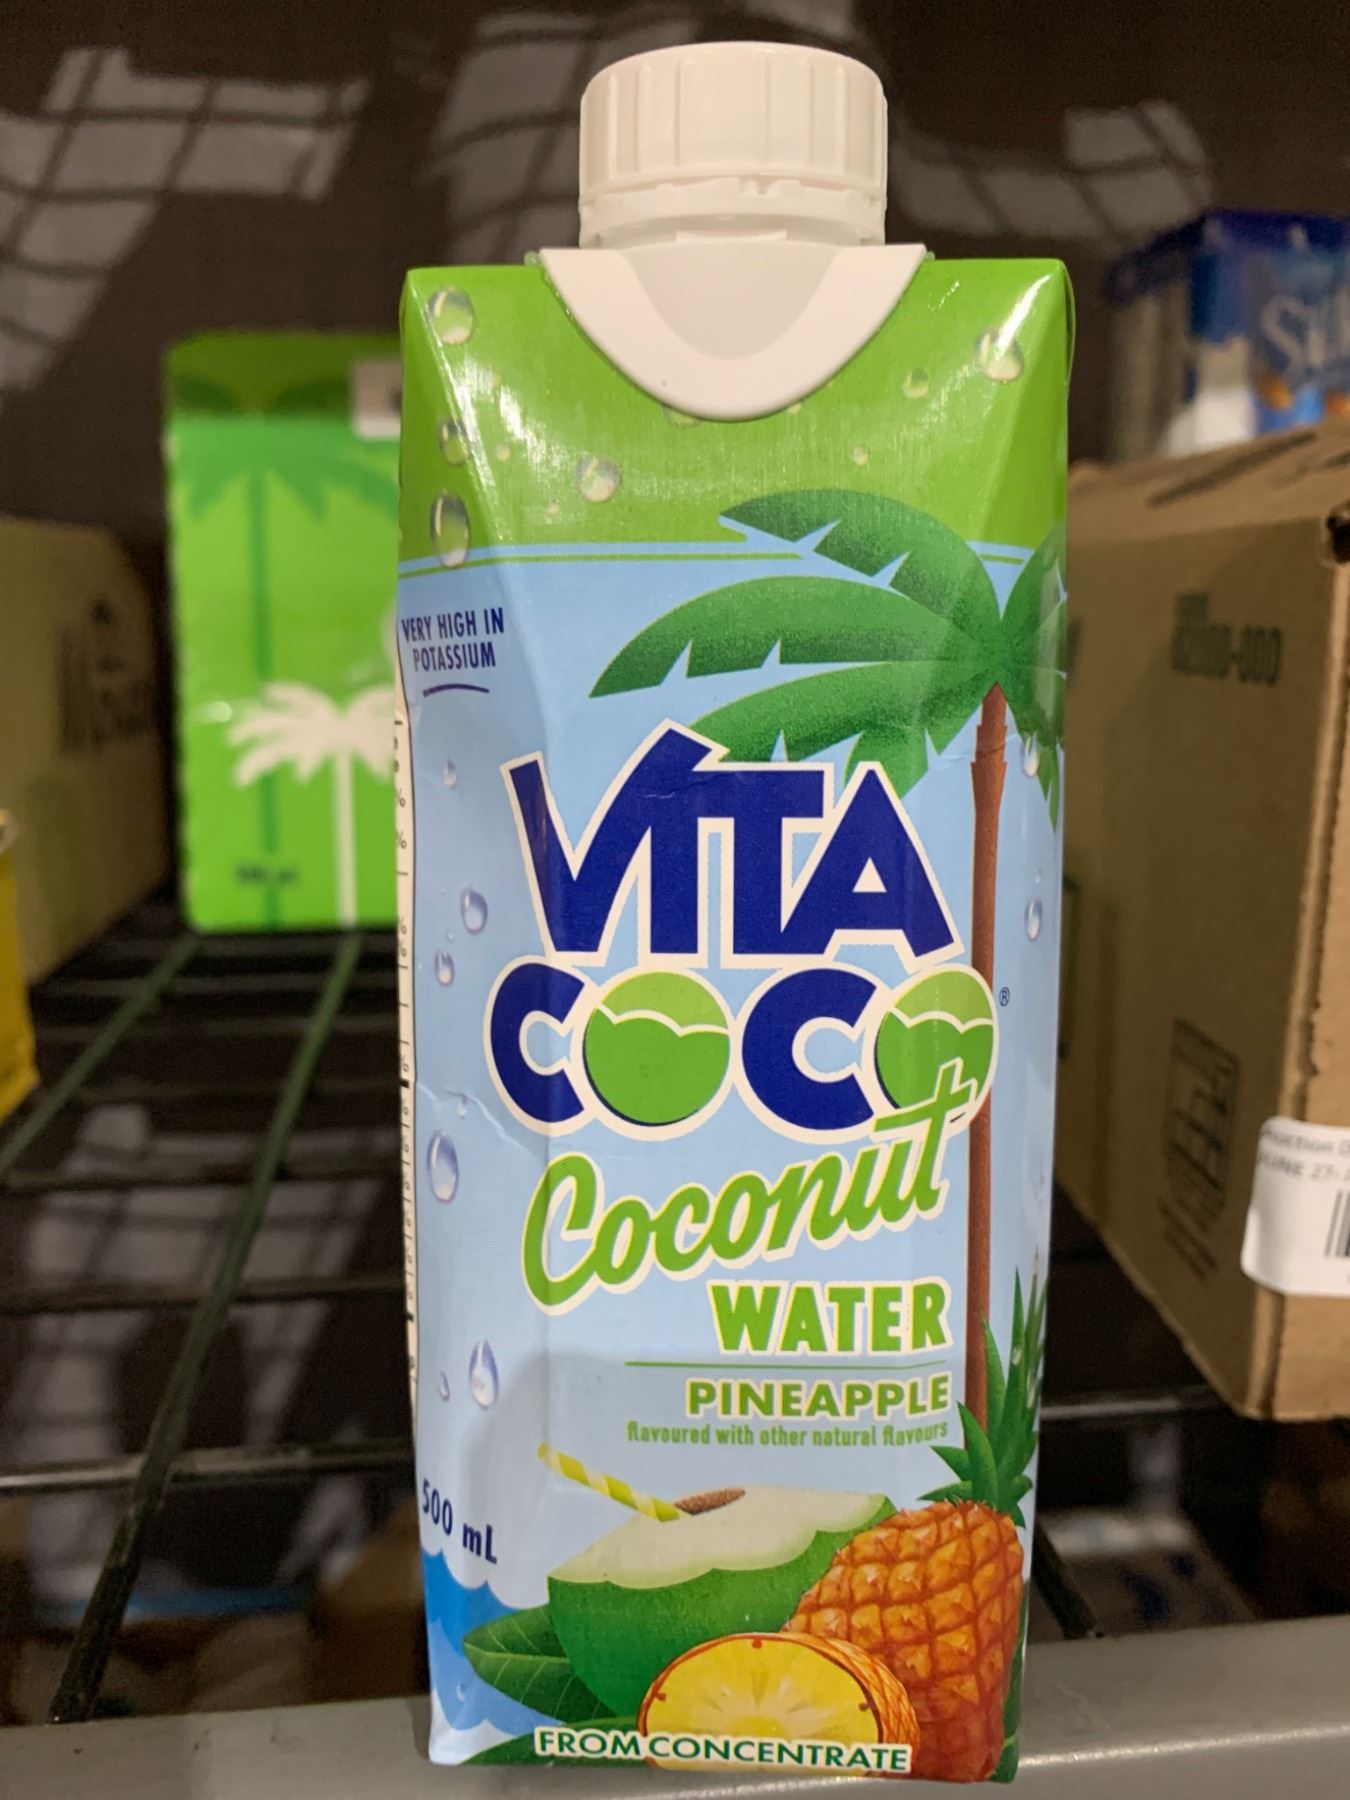 VERY HIGH IN
POTASSIUM
VITA
COCO®
Coconut
WATER
PINEAPPLE
flavoured with other natural flavours
500 mL
FROM CONCENTRATE